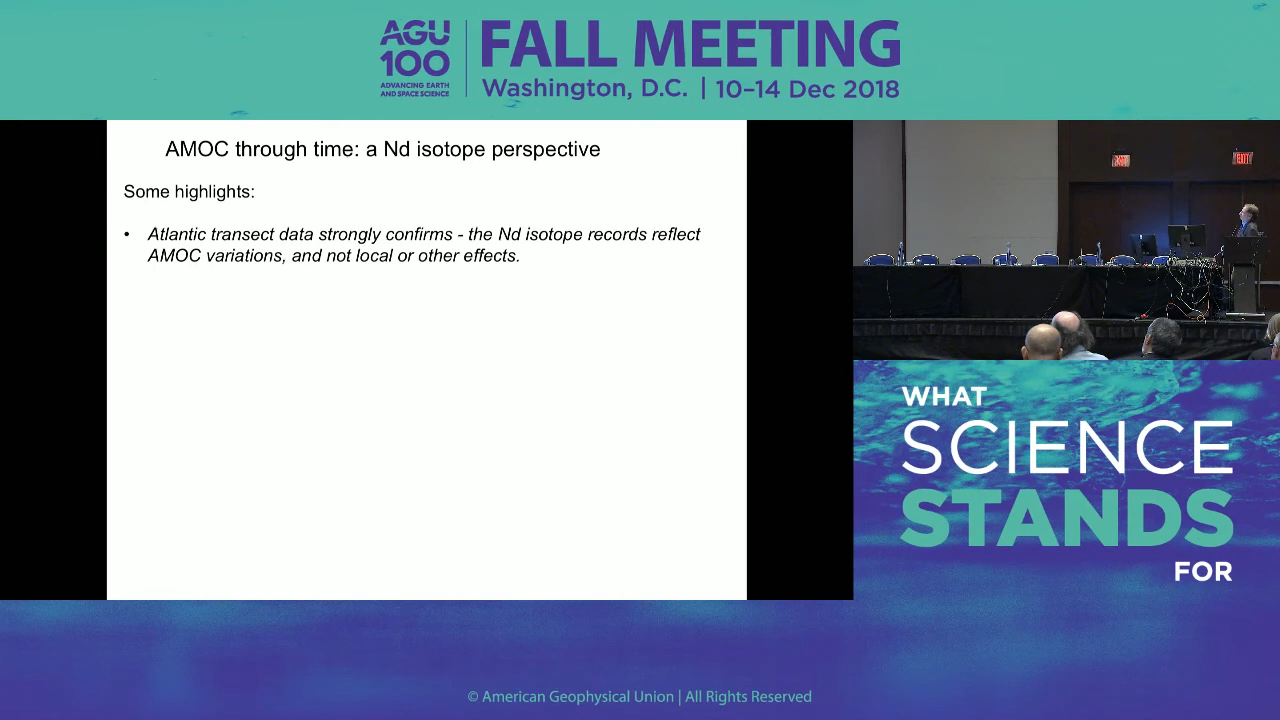 AGU
100
ADVANCING EARTH
AND SPACE SCIENCE
FALL MEETING
Washington, D.C. | 10–14 Dec 2018
AMOC through time: a Nd isotope perspective
Some highlights:
• Atlantic transect data strongly confirms - the Nd isotope records reflect
AMOC variations, and not local or other effects.
EXIT
EXIT
WHAT
SCIENCE
STANDS
FOR
© American Geophysical Union | All Rights Reserved